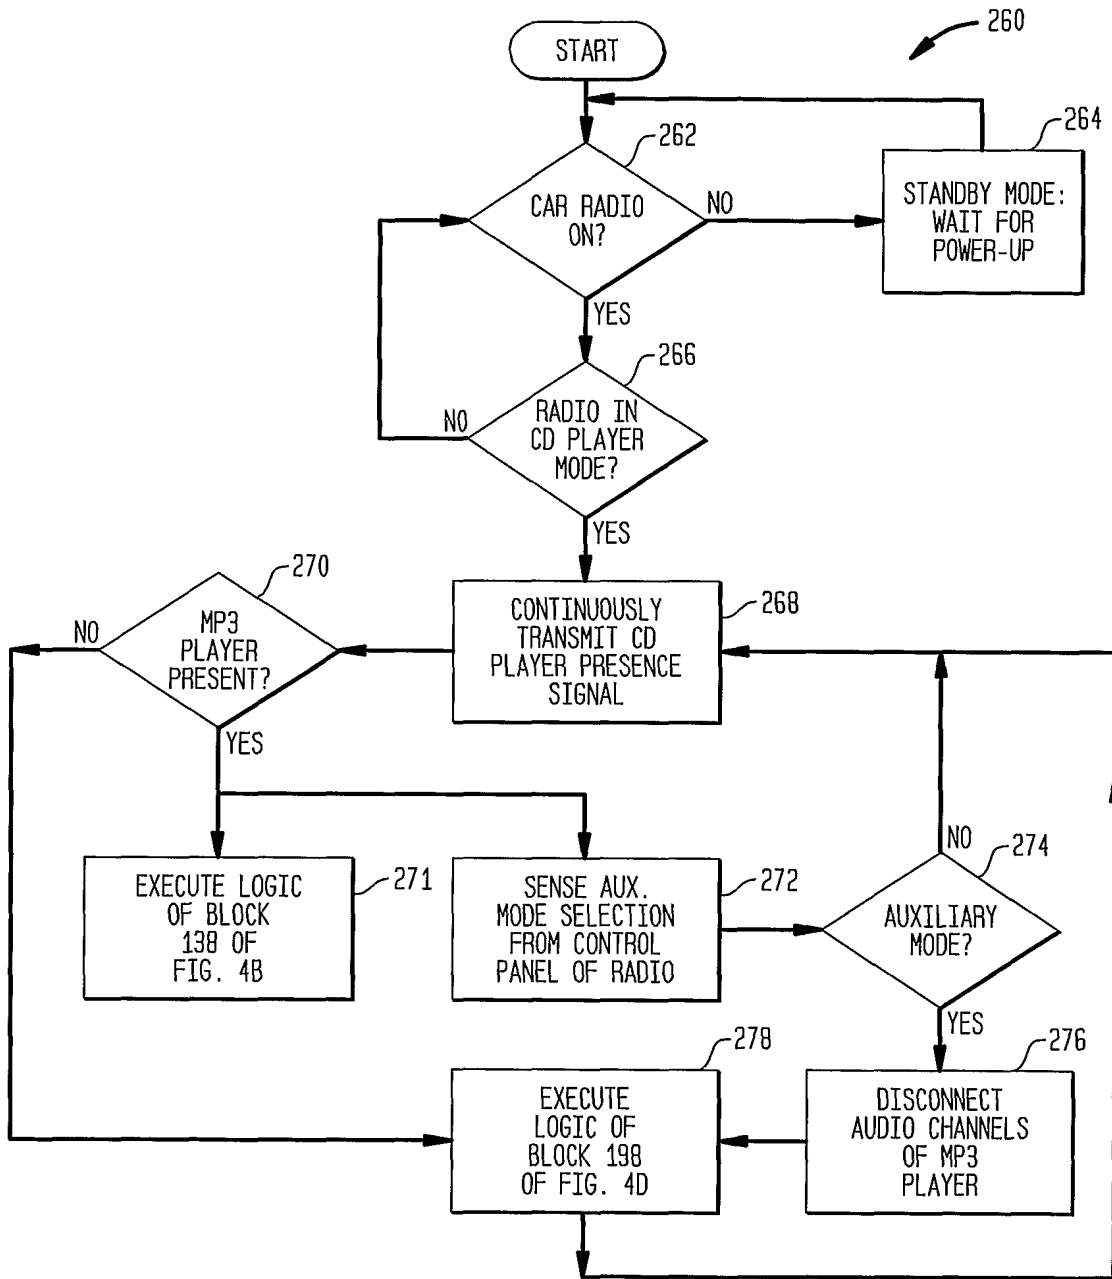 260
START
262
264
CAR RADIO
ON?
NO
STANDBY MODE:
WAIT FOR
POWER-UP
YES
266
NO
RADIO IN
CD PLAYER
MODE?
YES
270
NO
MP3
PLAYER
PRESENT?
268
CONTINUOUSLY
TRANSMIT CD
PLAYER PRESENCE
SIGNAL
YES
271
EXECUTE LOGIC
OF BLOCK
138 OF
FIG. 4B
272
SENSE AUX.
MODE SELECTION
FROM CONTROL
PANEL OF RADIO
NO
274
AUXILIARY
MODE?
YES
278
EXECUTE
LOGIC OF
BLOCK 198
OF FIG. 4D
276
DISCONNECT
AUDIO CHANNELS
OF MP3
PLAYER